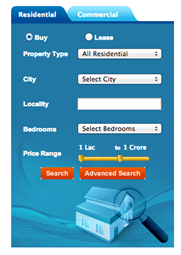 Residential Commercial
Buy Lease
Property Type All Residential
City Select City
Locality
Bedrooms Select Bedrooms
1 Lac to 1 Crore
Price Range
Search Advanced Search